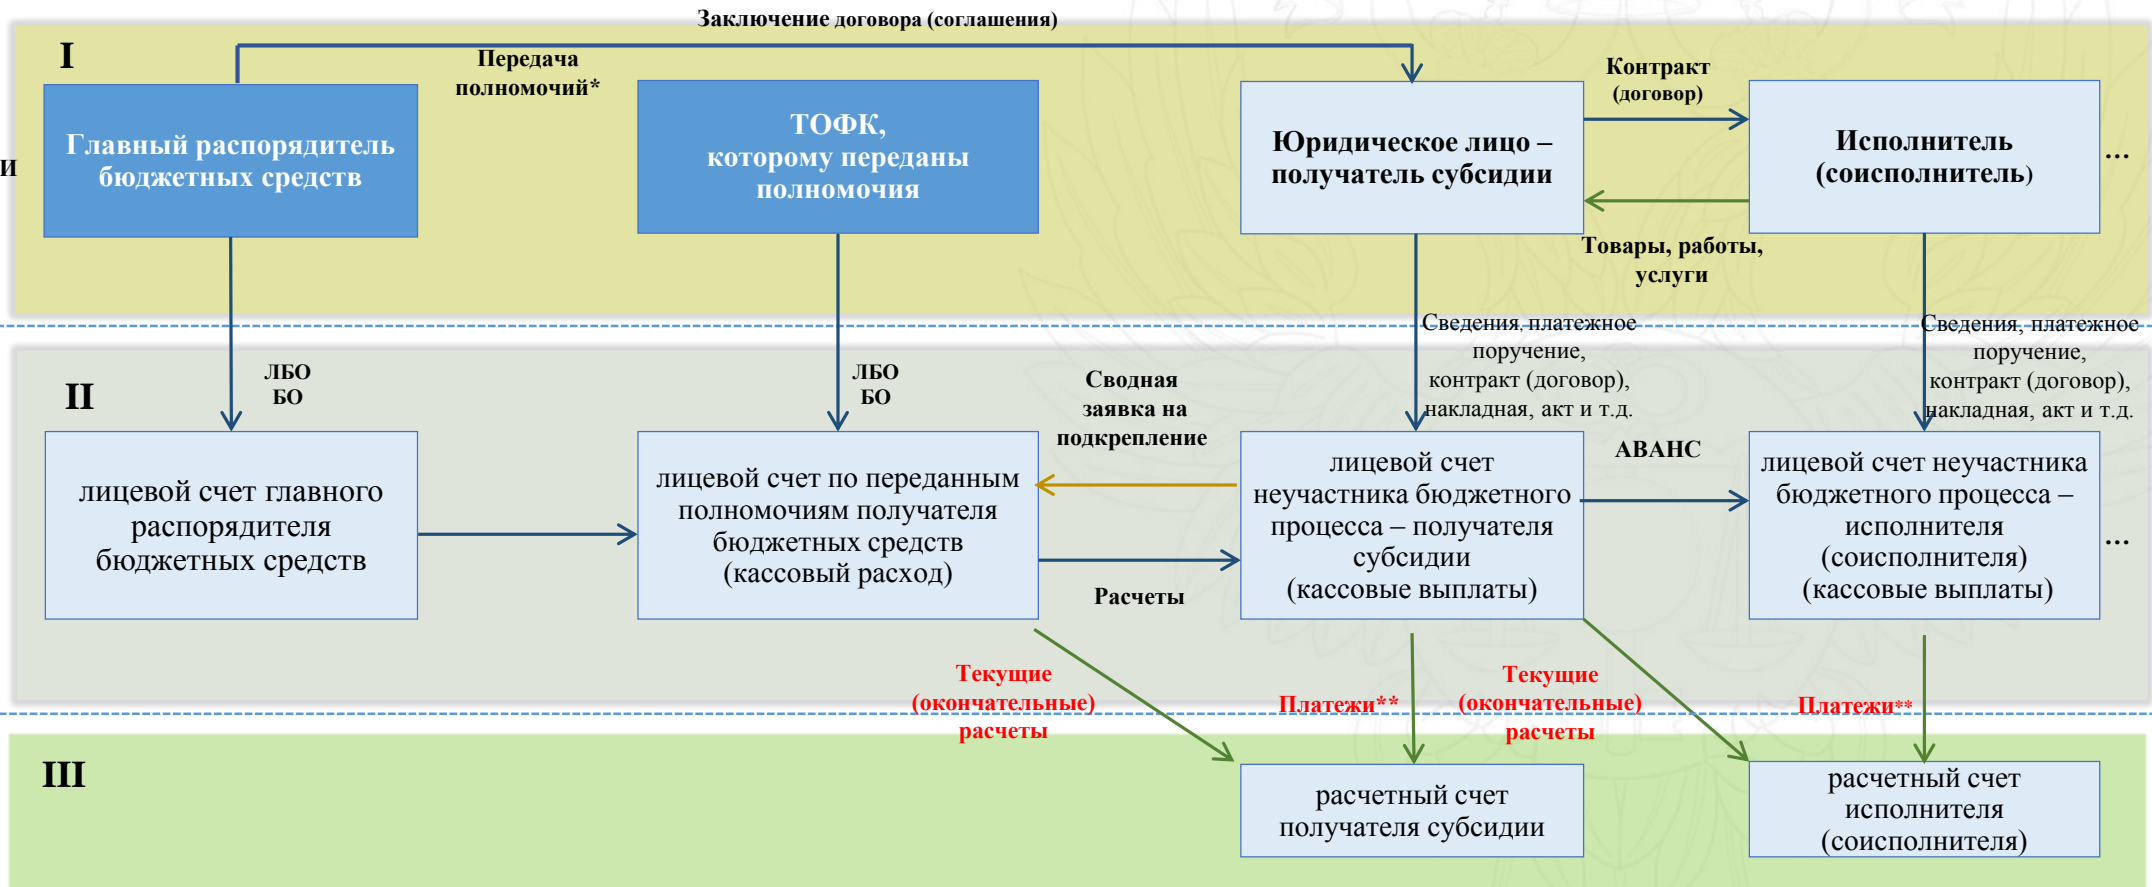 Заключение договора (соглашения)
I
Передача
полномочий*
Контракт
(договор)
Главный распорядитель
бюджетных средств
и
ТОФК,
которому переданы
полномочия
Юридическое лицо –
получатель субсидии
Исполнитель
(соисполнитель)
...
Товары, работы,
услуги
II
ЛБО
БО
ЛБО
БО
Сводная
заявка на
подкрепление
Сведения, платежное
поручение,
контракт (договор),
накладная, акт и т.д.
Сведения, платежное
поручение,
контракт (договор),
накладная, акт и т.д.
АВАНС
лицевой счет главного
распорядителя
бюджетных средств
лицевой счет по переданным
полномочиям получателя
бюджетных средств
(кассовый расход)
Расчеты
лицевой счет
неучастника бюджетного
процесса – получателя
субсидии
(кассовые выплаты)
лицевой счет неучастника
бюджетного процесса –
исполнителя
(соисполнителя)
(кассовые выплаты)
...
Текущие
(окончательные)
расчеты
Платежи**
Текущие
(окончательные)
расчеты
Платежи**
III
расчетный счет
получателя субсидии
расчетный счет
исполнителя
(соисполнителя)